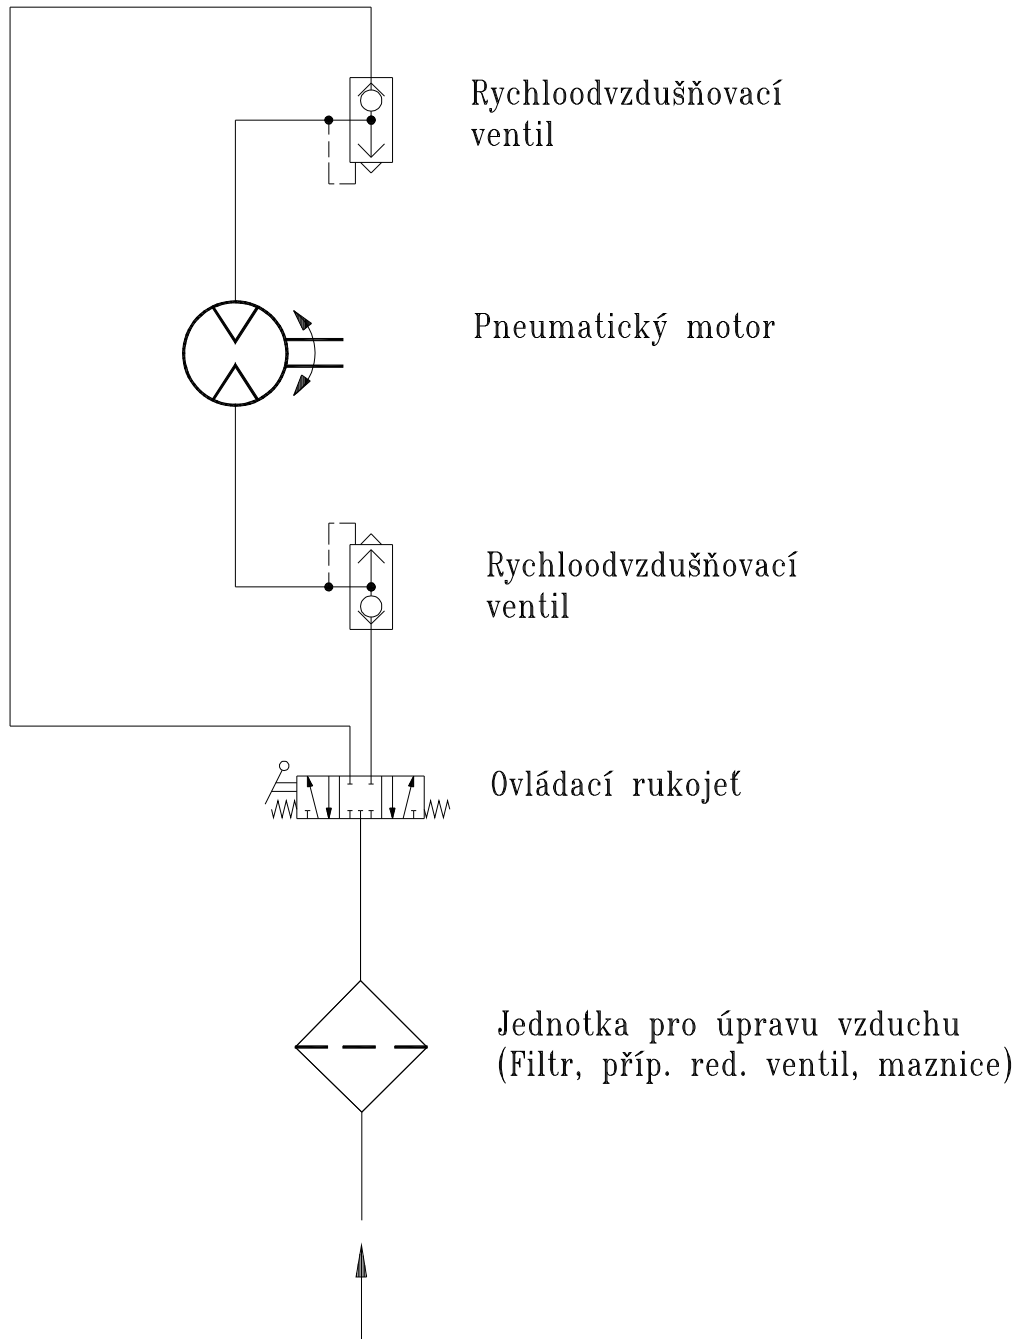 Rychloodvzdušňovací
ventil
Pneumatický motor
Rychloodvzdušňovací
ventil
Ovládací rukojeť
Jednotka pro úpravu vzduchu
(Filtr, příp. red. ventil, maznice)